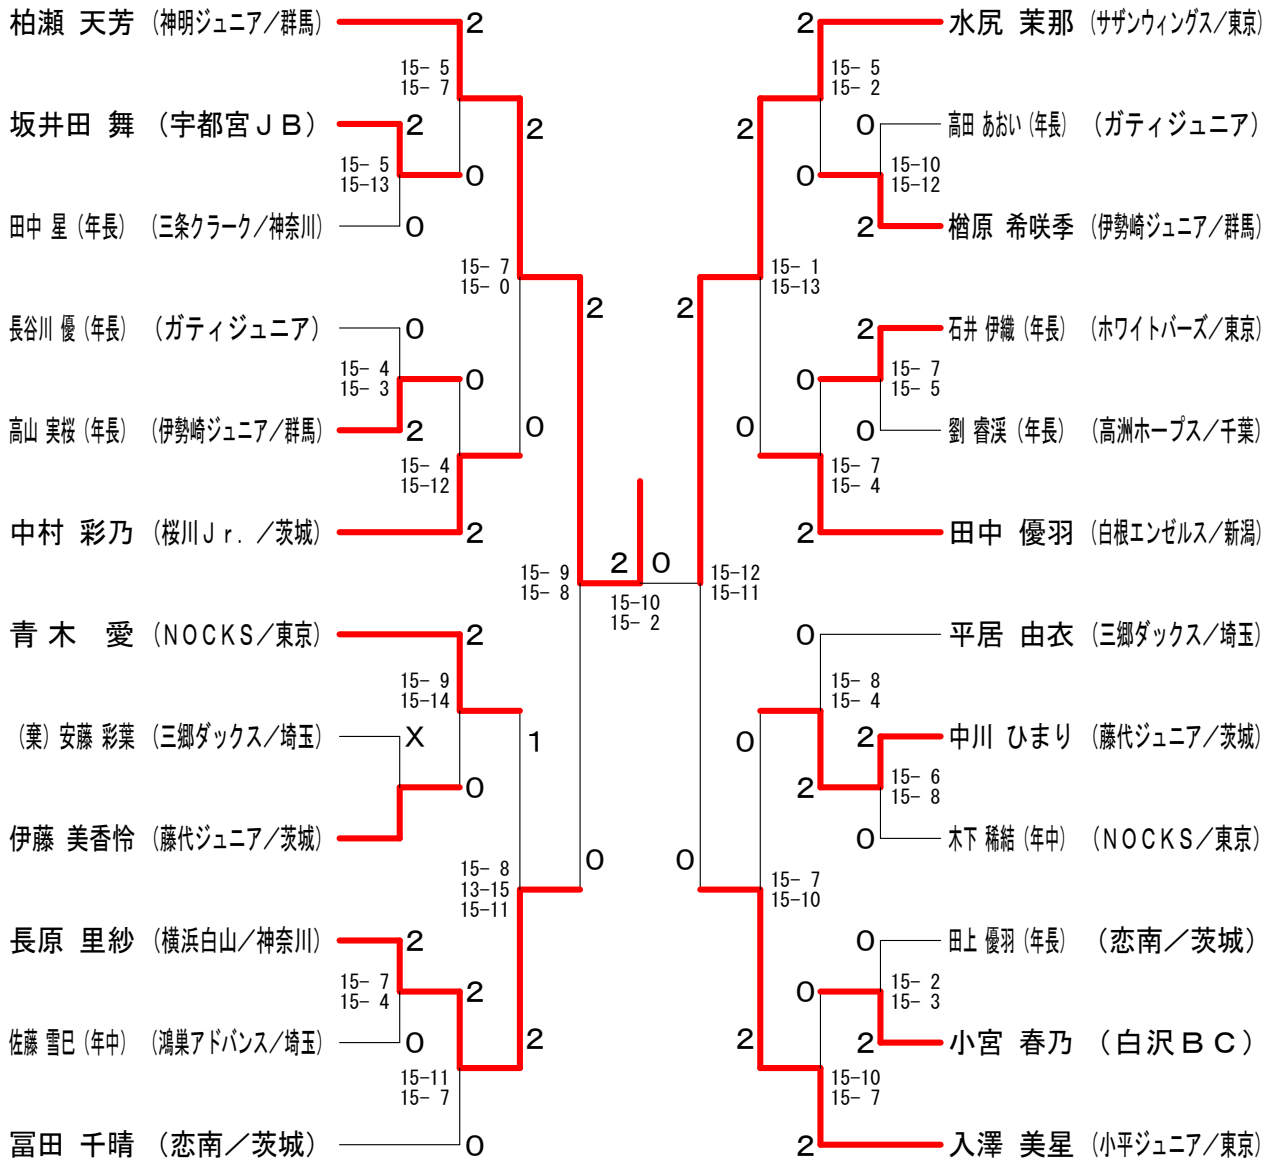 柏瀬 天芳 (神明ジュニア／群馬) 2
15- 5
15- 7
坂井田 舞 (宇都宮ＪＢ) 2
2
15- 5
15-13
0
田中 星 (年長) (三条クラーク／神奈川) 0
15- 7
15- 0
2
長谷川 優 (年長) (ガティジュニア) 0
15- 4
15- 3
0
高山 実桜 (年長) (伊勢崎ジュニア／群馬) 2
0
15- 4
15-12
中村 彩乃 (桜川Ｊｒ．／茨城) 2
15- 9
15- 8
青木 愛 (ＮＯＣＫＳ／東京) 2
15- 9
15-14
(棄) 安藤 彩葉 (三郷ダックス／埼玉) X
1
0
伊藤 美香怜 (藤代ジュニア／茨城)
15- 8
13-15
15-11
0
長原 里紗 (横浜白山／神奈川) 2
15- 7
15- 4
2
佐藤 雪巳 (年中) (鴻巣アドバンス／埼玉) 0
2
15-11
15- 7
冨田 千晴 (恋南／茨城) 0
2 0
15-10
15- 2
2 水尻 茉那 (サザンウィングス／東京)
15- 5
15- 2
0 高田 あおい (年長) (ガティジュニア)
2
15-10
15-12
0
2 楢原 希咲季 (伊勢崎ジュニア／群馬)
15- 1
15-13
2
2 石井 伊織 (年長) (ホワイトバーズ／東京)
15- 7
15- 5
0
0 劉 睿渓 (年長) (高洲ホープス／千葉)
0
15- 7
15- 4
2 田中 優羽 (白根エンゼルス／新潟)
15-12
15-11
0 平居 由衣 (三郷ダックス／埼玉)
15- 8
15- 4
2 中川 ひまり (藤代ジュニア／茨城)
0
15- 6
15- 8
2
0 木下 稀結 (年中) (ＮＯＣＫＳ／東京)
0
15- 7
15-10
0 田上 優羽 (年長) (恋南／茨城)
15- 2
15- 3
0
2 小宮 春乃 (白沢ＢＣ)
2
15-10
15- 7
2 入澤 美星 (小平ジュニア／東京)